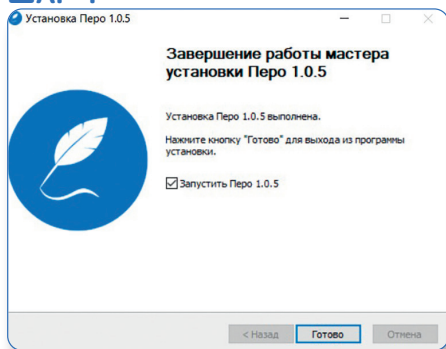 Установка Перо 1.0.5
Завершение работы мастера
установки Перо 1.0.5
Установка Перо 1.0.5 выполнена.
Нажмите кнопку "Готово" для выхода из программы
установки.
Запустить Перо 1.0.5
< Назад Готово Отмена